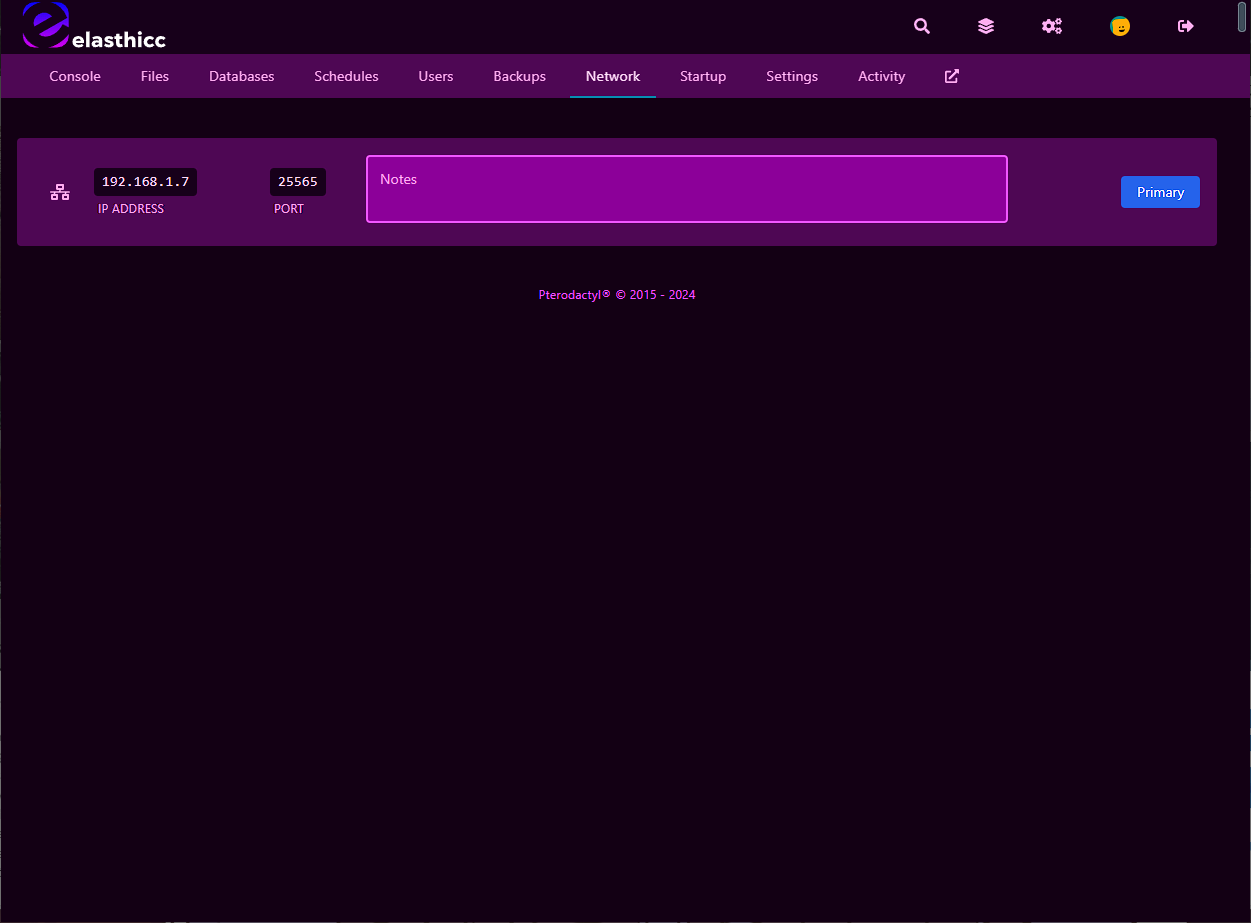 elasthicc
Console Files Databases Schedules Users Backups Network Startup Settings Activity
192.168.1.7 25565 Notes Primary
IP ADDRESS PORT
Pterodactyl® © 2015 - 2024